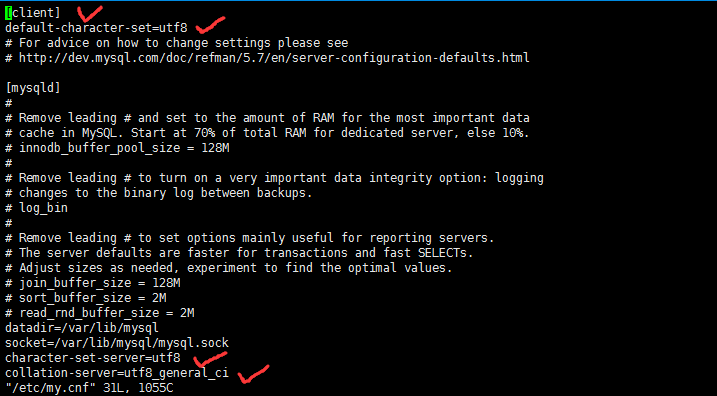 [client]
default-character-set=utf8
# For advice on how to change settings please see
# http://dev.mysql.com/doc/refman/5.7/en/server-configuration-defaults.html
[mysqld]
#
# Remove leading # and set to the amount of RAM for the most important data
# cache in MySQL. Start at 70% of total RAM for dedicated server, else 10%.
# innodb_buffer_pool_size = 128M
#
# Remove leading # to turn on a very important data integrity option: logging
# changes to the binary log between backups.
# log_bin
#
# Remove leading # to set options mainly useful for reporting servers.
# The server defaults are faster for transactions and fast SELECTs.
# Adjust sizes as needed, experiment to find the optimal values.
# join_buffer_size = 128M
# sort_buffer_size = 2M
# read_rnd_buffer_size = 2M
datadir=/var/lib/mysql
socket=/var/lib/mysql/mysql.sock
character-set-server=utf8
collation-server=utf8_general_ci
"/etc/my.cnf" 31L, 1055C